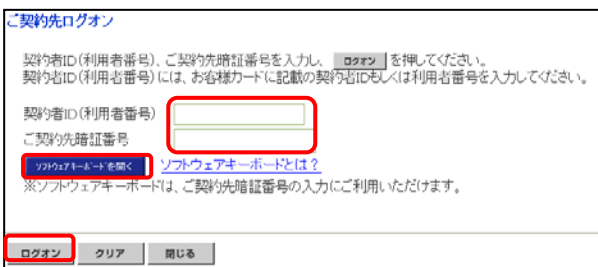 ご契約先ログオン
契約者ID(利用者番号)、ご契約先暗証番号を入力し、 ログオン を押してください。
契約者ID(利用者番号)には、お客様カードに記載の契約者IDもしくは利用者番号を入力してください。
契約者ID(利用者番号)
ご契約先暗証番号
ソフトウェアキーボードを開く ソフトウェアキーボードとは?
※ソフトウェアキーボードは、ご契約先暗証番号の入力にご利用いただけます。
ログオン クリア 閉じる